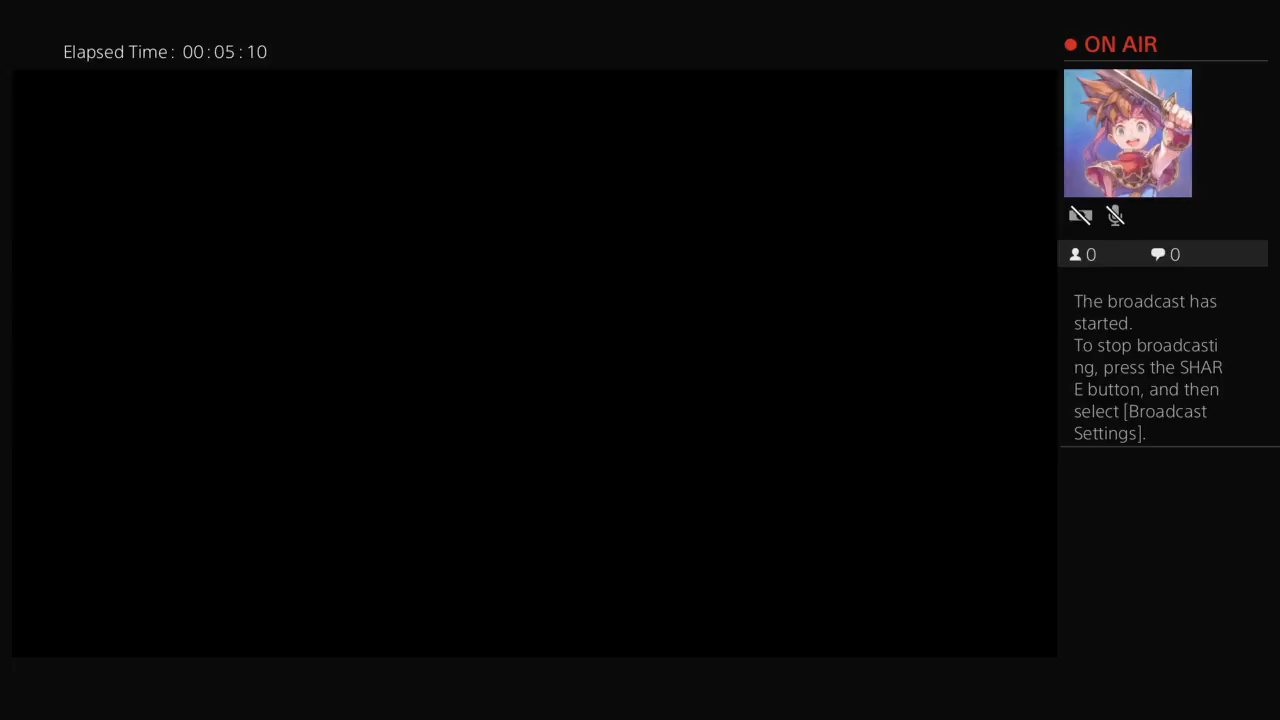 Elapsed Time: 00:05:10
ON AIR
0 0
The broadcast has
started.
To stop broadcasti
ng, press the SHAR
E button, and then
select [Broadcast
Settings].